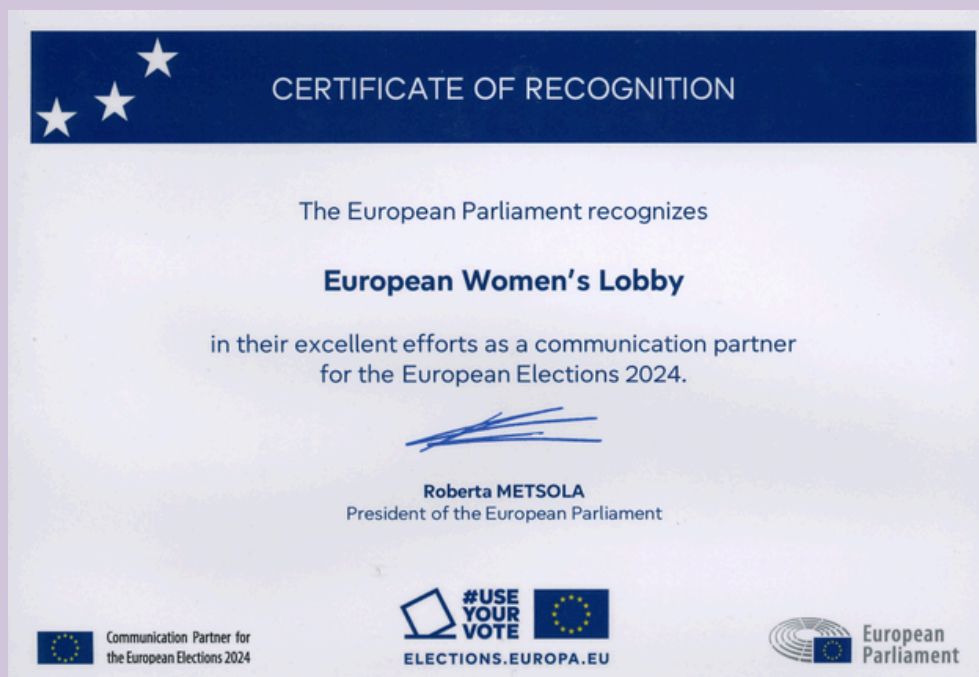 CERTIFICATE OF RECOGNITION
The European Parliament recognizes
European Women's Lobby
in their excellent efforts as a communication partner
for the European Elections 2024.
Roberta METSOLA
President of the European Parliament
Communication Partner for
the European Elections 2024
#USE
YOUR
VOTE
ELECTIONS.EUROPA.EU
European
Parliament